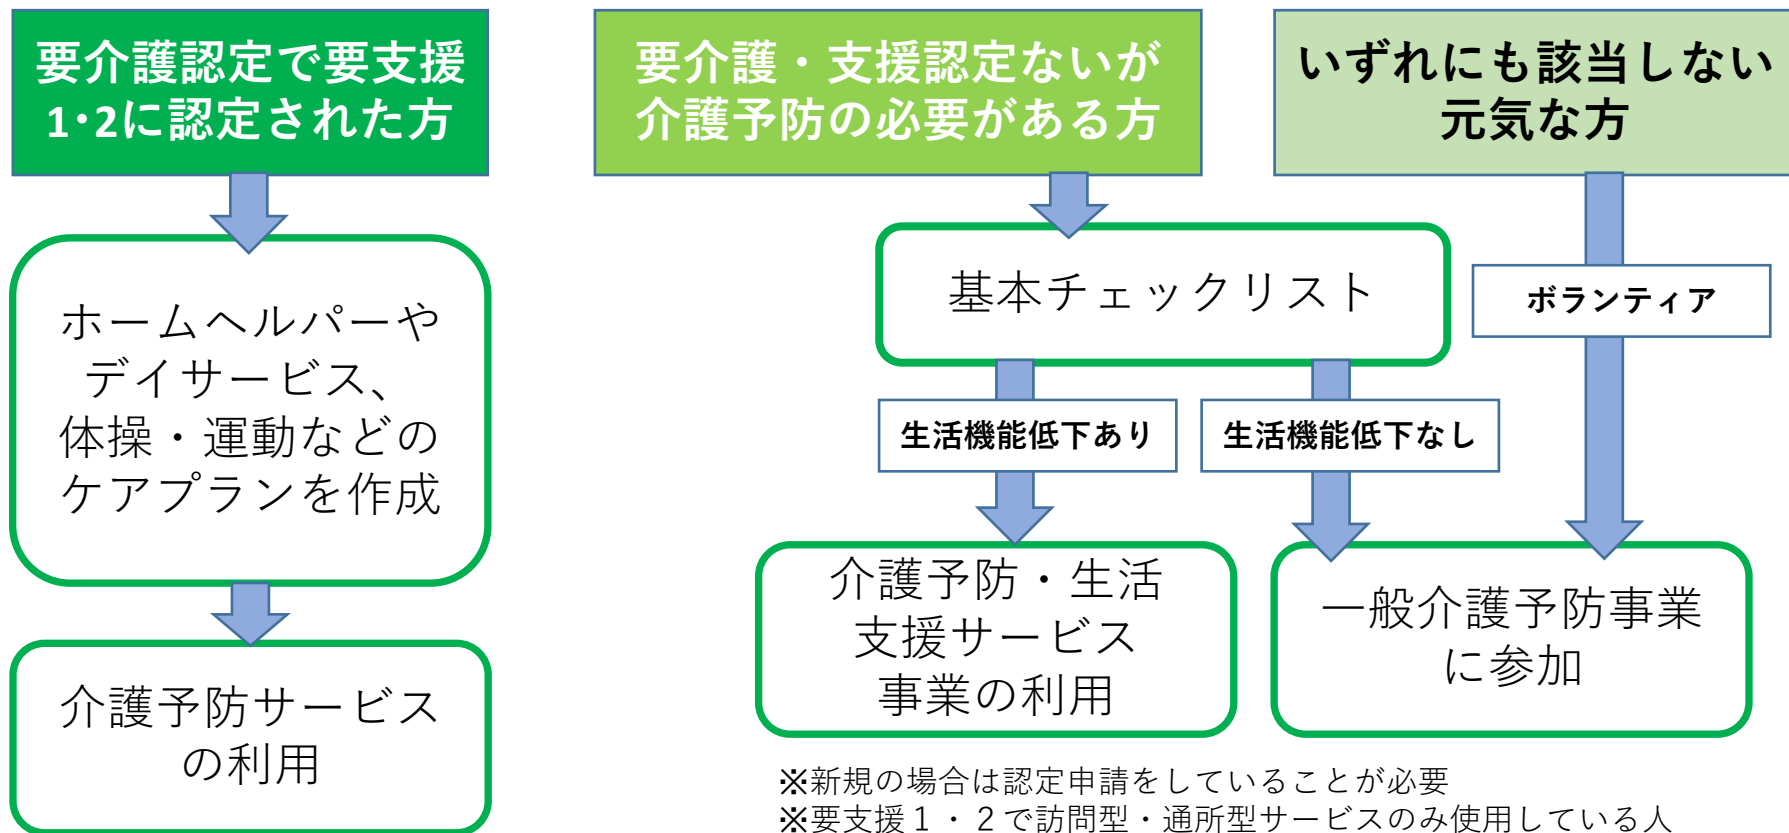 要介護認定で要支援
1・2に認定された方
ホームヘルパーや
デイサービス、
体操・運動などの
ケアプランを作成
介護予防サービス
の利用
要介護・支援認定ないが
介護予防の必要がある方
基本チェックリスト
生活機能低下あり
生活機能低下なし
介護予防・生活
支援サービス
事業の利用
いずれにも該当しない
元気な方
ボランティア
一般介護予防事業
に参加
※新規の場合は認定申請をしていることが必要
※要支援１・２で訪問型・通所型サービスのみ使用している人